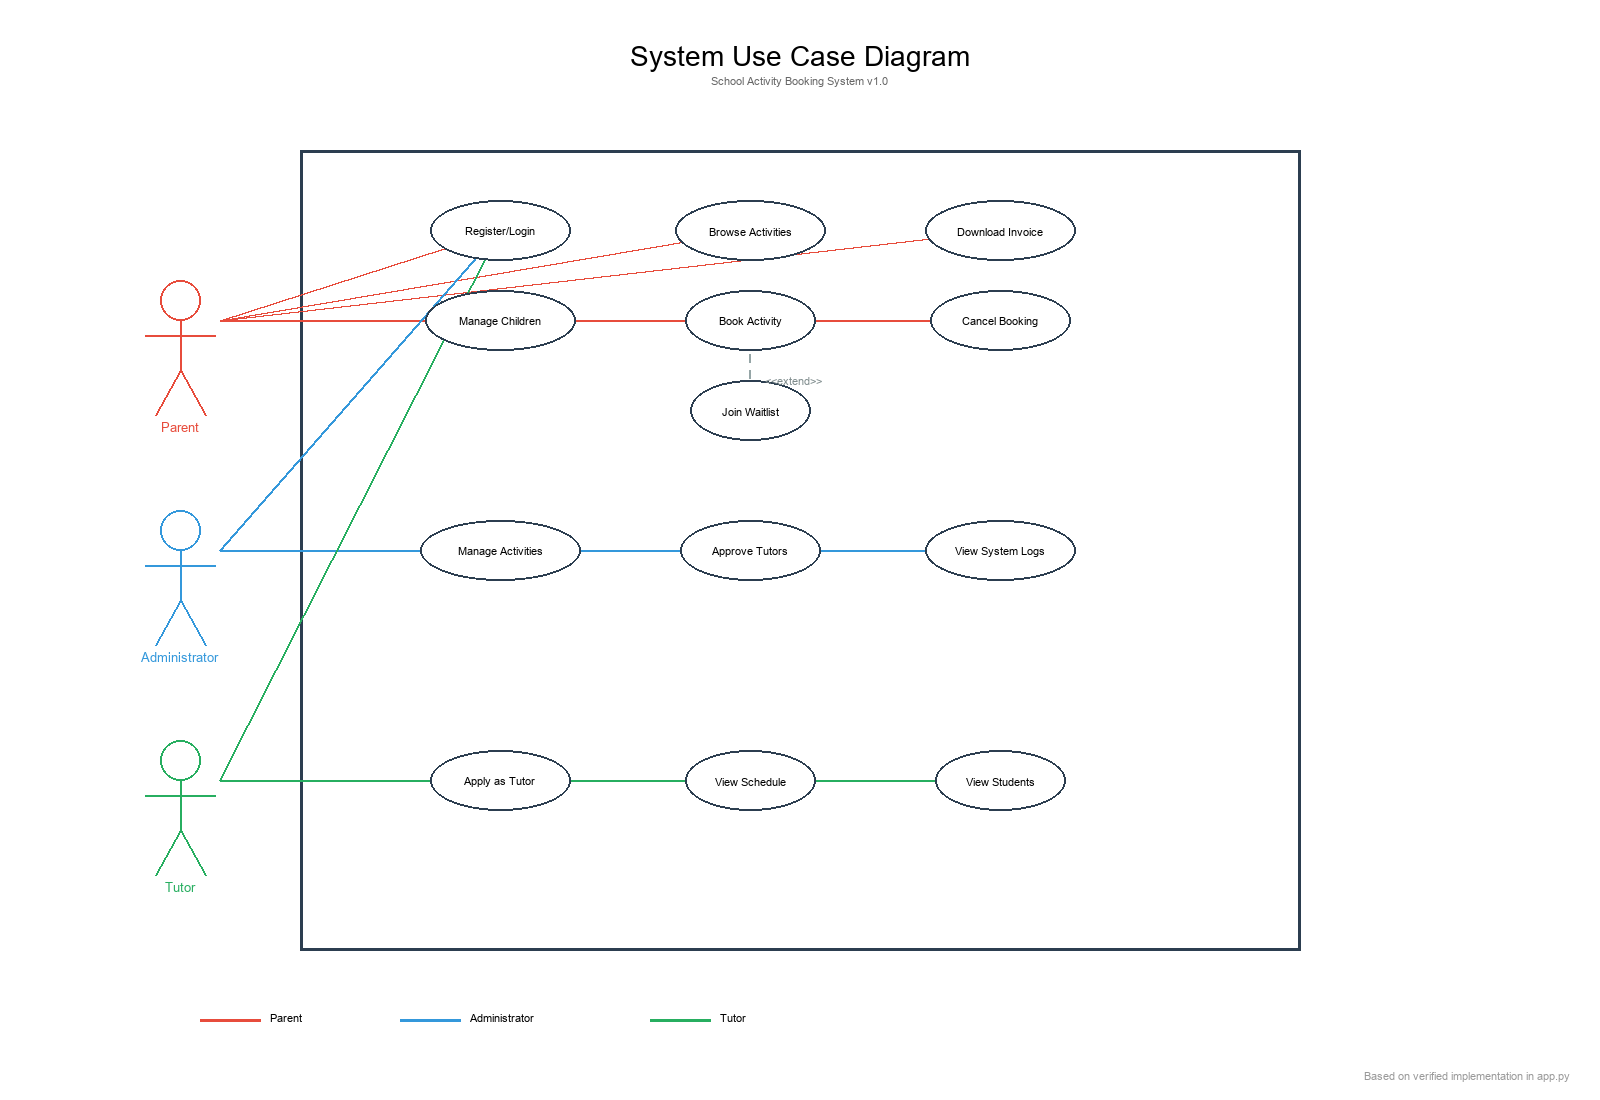 System Use Case Diagram
School Activity Booking System v1.0
Register/Login
Browse Activities
Download Invoice
Manage Children
Book Activity
Cancel Booking
<<extend>>
Join Waitlist
Parent
Manage Activities
Approve Tutors
View System Logs
Administrator
Apply as Tutor
View Schedule
View Students
Tutor
Parent
Administrator
Tutor
Based on verified implementation in app.py